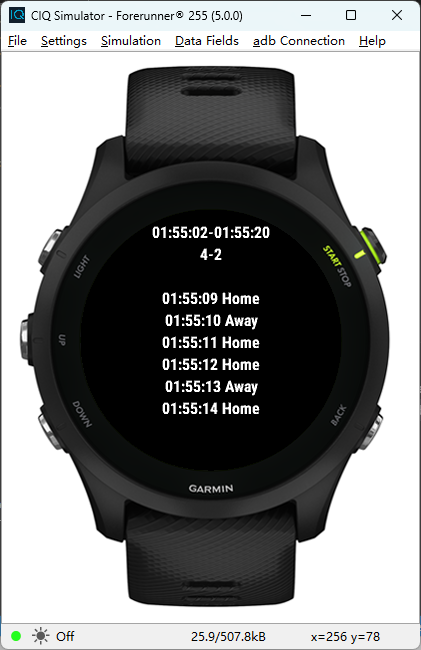 CIQ Simulator - Forerunner® 255 (5.0.0)
File Settings Simulation Data Fields adb Connection Help
01:55:02-01:55:20
4-2
START STOP
LIGHT
01:55:09 Home
01:55:10 Away
01:55:11 Home
UP
01:55:12 Home
01:55:13 Away
01:55:14 Home
DOWN
BACK
GARMIN
Off 25.9/507.8kB x=256 y=78